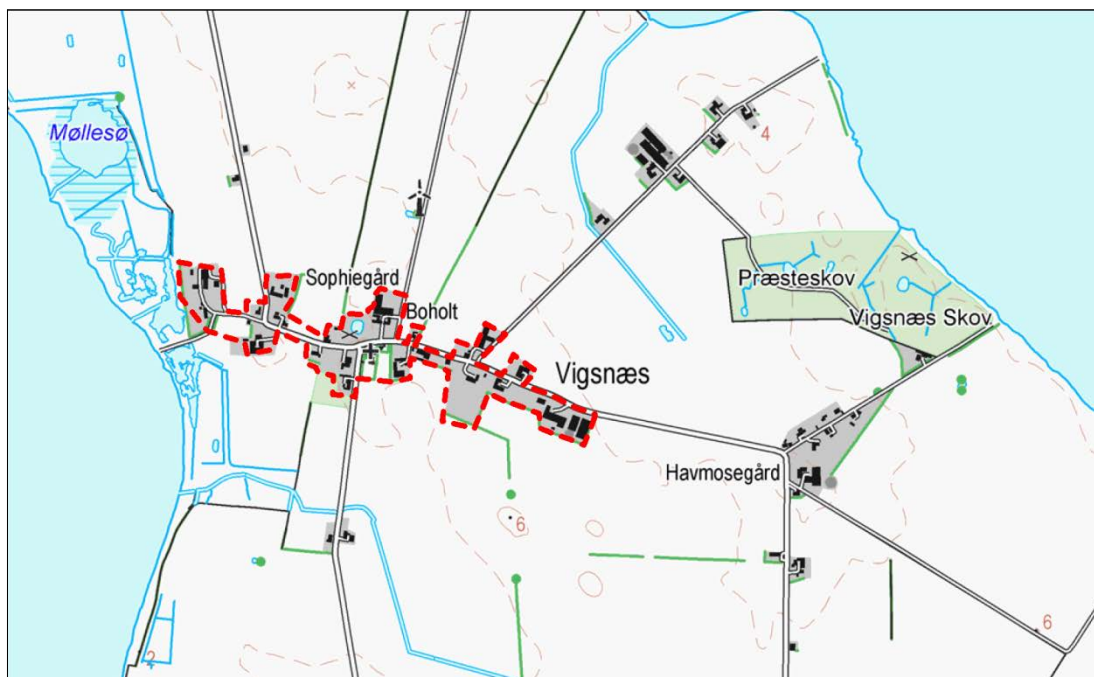 Møllesø
4
Sophiegård
Præsteskov
Boholt
Vigsnæs Skov
Vigsnæs
Havmosegård
6
6
2